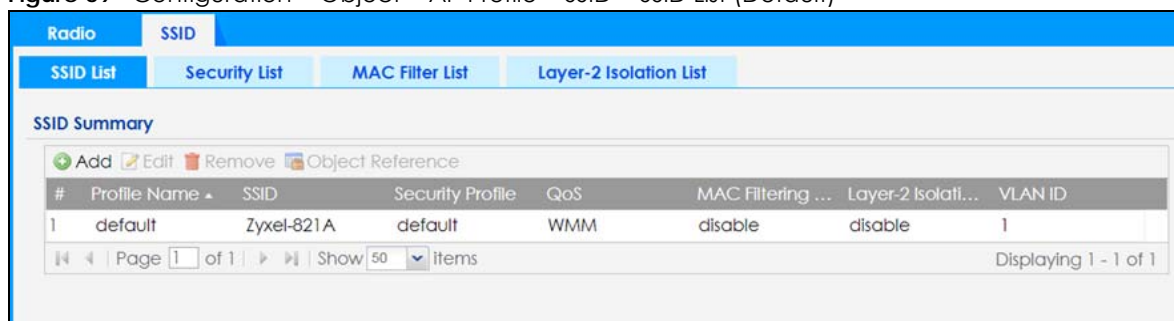 Radio SSID
SSID List Security List MAC Filter List Layer-2 Isolation List
SSID Summary
Add Edit Remove Object Reference
# Profile Name SSID Security Profile QoS MAC Filtering ... Layer-2 Isolati... VLAN ID
1 default Zyxel-821A default WMM disable disable 1
Page 1 of 1 Show 50 items Displaying 1 - 1 of 1